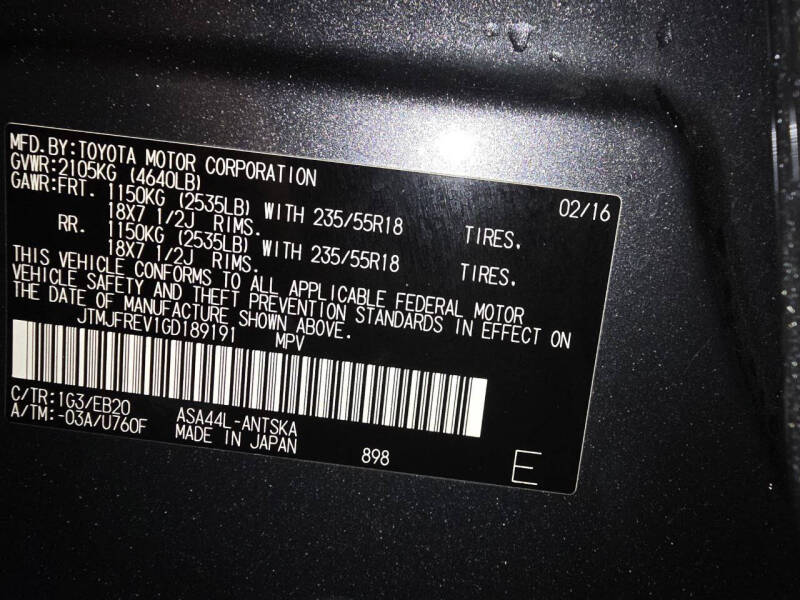 MFD.BY:TOYOTA MOTOR CORPORATION 02/16
GVWR:2105KG (4640LB)
GAWR:FRT. 1150KG (2535LB) WITH 235/55R18 TIRES.
18X7 1/2J RIMS.
RR. 1150KG (2535LB) WITH 235/55R18 TIRES.
18X7 1/2J RIMS.
THIS VEHICLE CONFORMS TO ALL APPLICABLE FEDERAL MOTOR
VEHICLE SAFETY AND THEFT PREVENTION STANDARDS IN EFFECT ON
THE DATE OF MANUFACTURE SHOWN ABOVE.
JTMJFREV1GD189191 MPV
C/TR:1G3/EB20 ASA44L-ANTSKA
A/TM:-03A/U760F MADE IN JAPAN 898 E